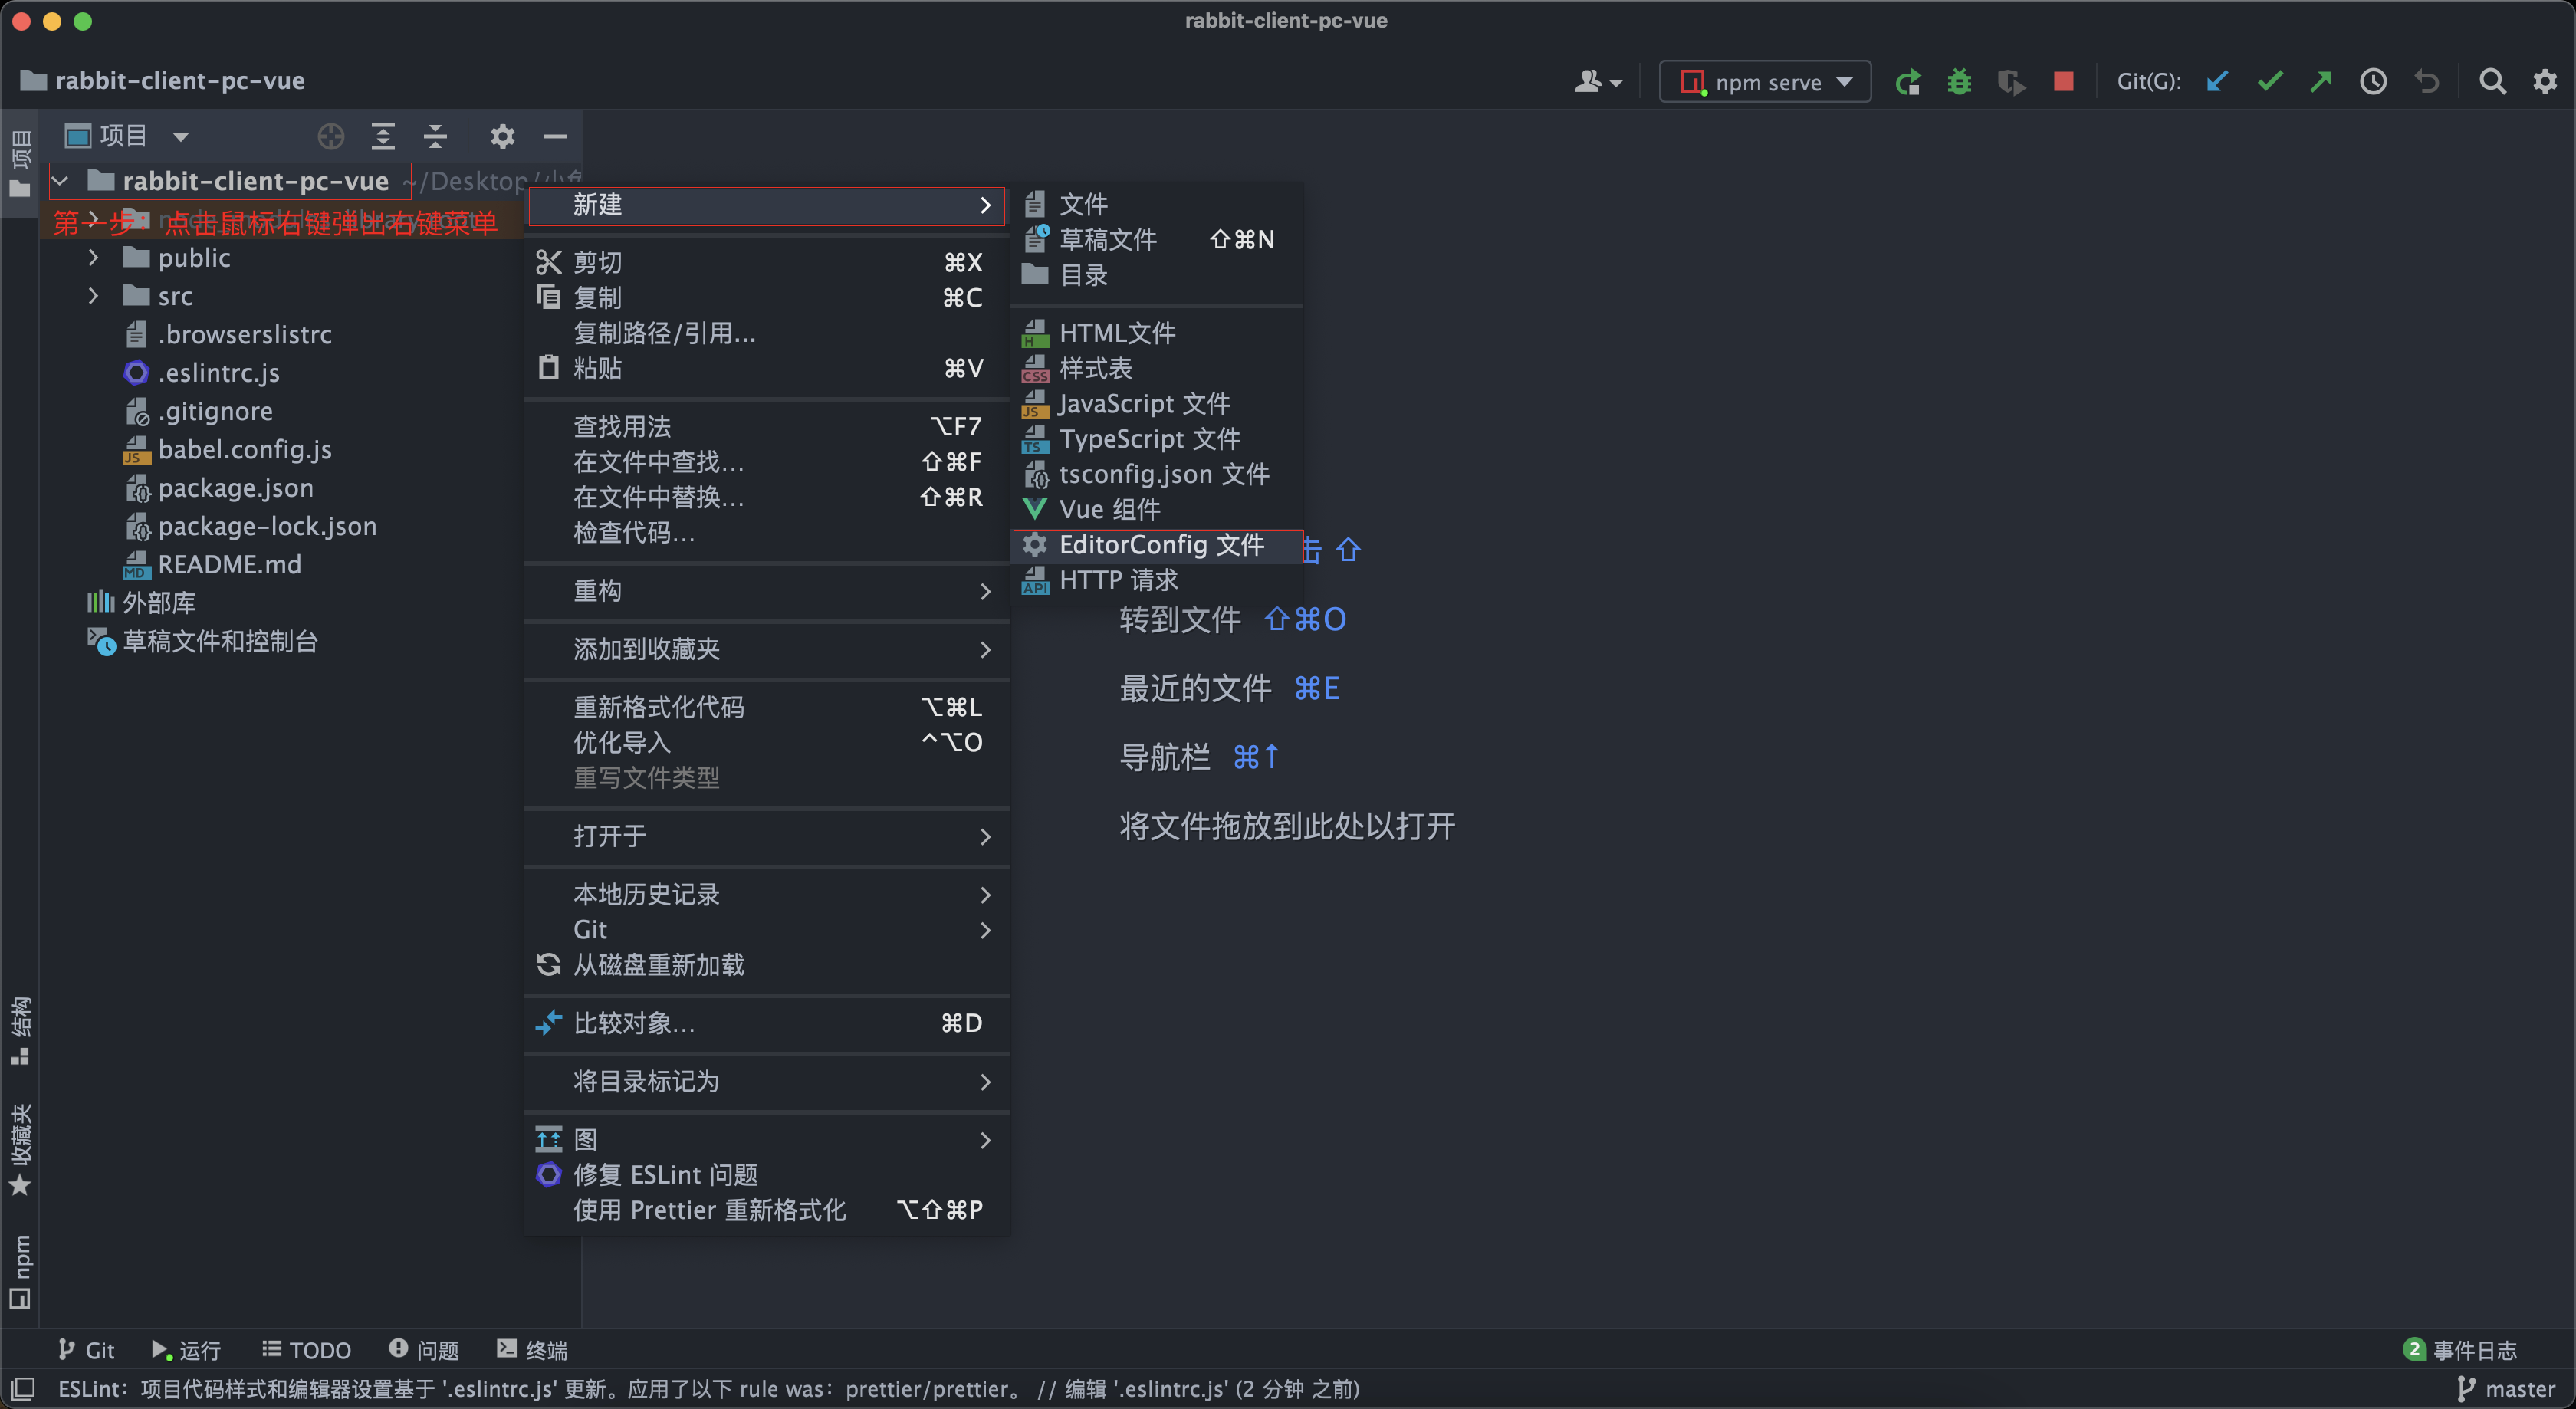 rabbit-client-pc-vue
rabbit-client-pc-vue
npm serve
Git(G):
项目
项目
rabbit-client-pc-vue ~/Desktop/小
第一步：点击鼠标右键弹出右键菜单
public
src
.browserslistrc
.eslintrc.js
.gitignore
babel.config.js
package.json
package-lock.json
README.md
外部库
草稿文件和控制台
新建
剪切 ⌘X
复制 ⌘C
复制路径/引用...
粘贴 ⌘V
查找用法 ⌥F7
在文件中查找... ⇧⌘F
在文件中替换... ⇧⌘R
检查代码...
重构
添加到收藏夹
重新格式化代码 ⌥⌘L
优化导入 ^⌥O
重写文件类型
打开于
本地历史记录
Git
从磁盘重新加载
比较对象... ⌘D
将目录标记为
图
修复 ESLint 问题
使用 Prettier 重新格式化 ⌥⇧⌘P
文件
草稿文件 ⇧⌘N
目录
HTML文件
样式表
JavaScript 文件
TypeScript 文件
tsconfig.json 文件
Vue 组件
EditorConfig 文件
HTTP 请求
击 ⇧
转到文件 ⇧⌘O
最近的文件 ⌘E
导航栏 ⌘↑
将文件拖放到此处以打开
结构
收藏夹
npm
Git 运行 TODO 问题 终端
2 事件日志
ESLint：项目代码样式和编辑器设置基于 '.eslintrc.js' 更新。应用了以下 rule was：prettier/prettier。 // 编辑 '.eslintrc.js' (2 分钟 之前)
master